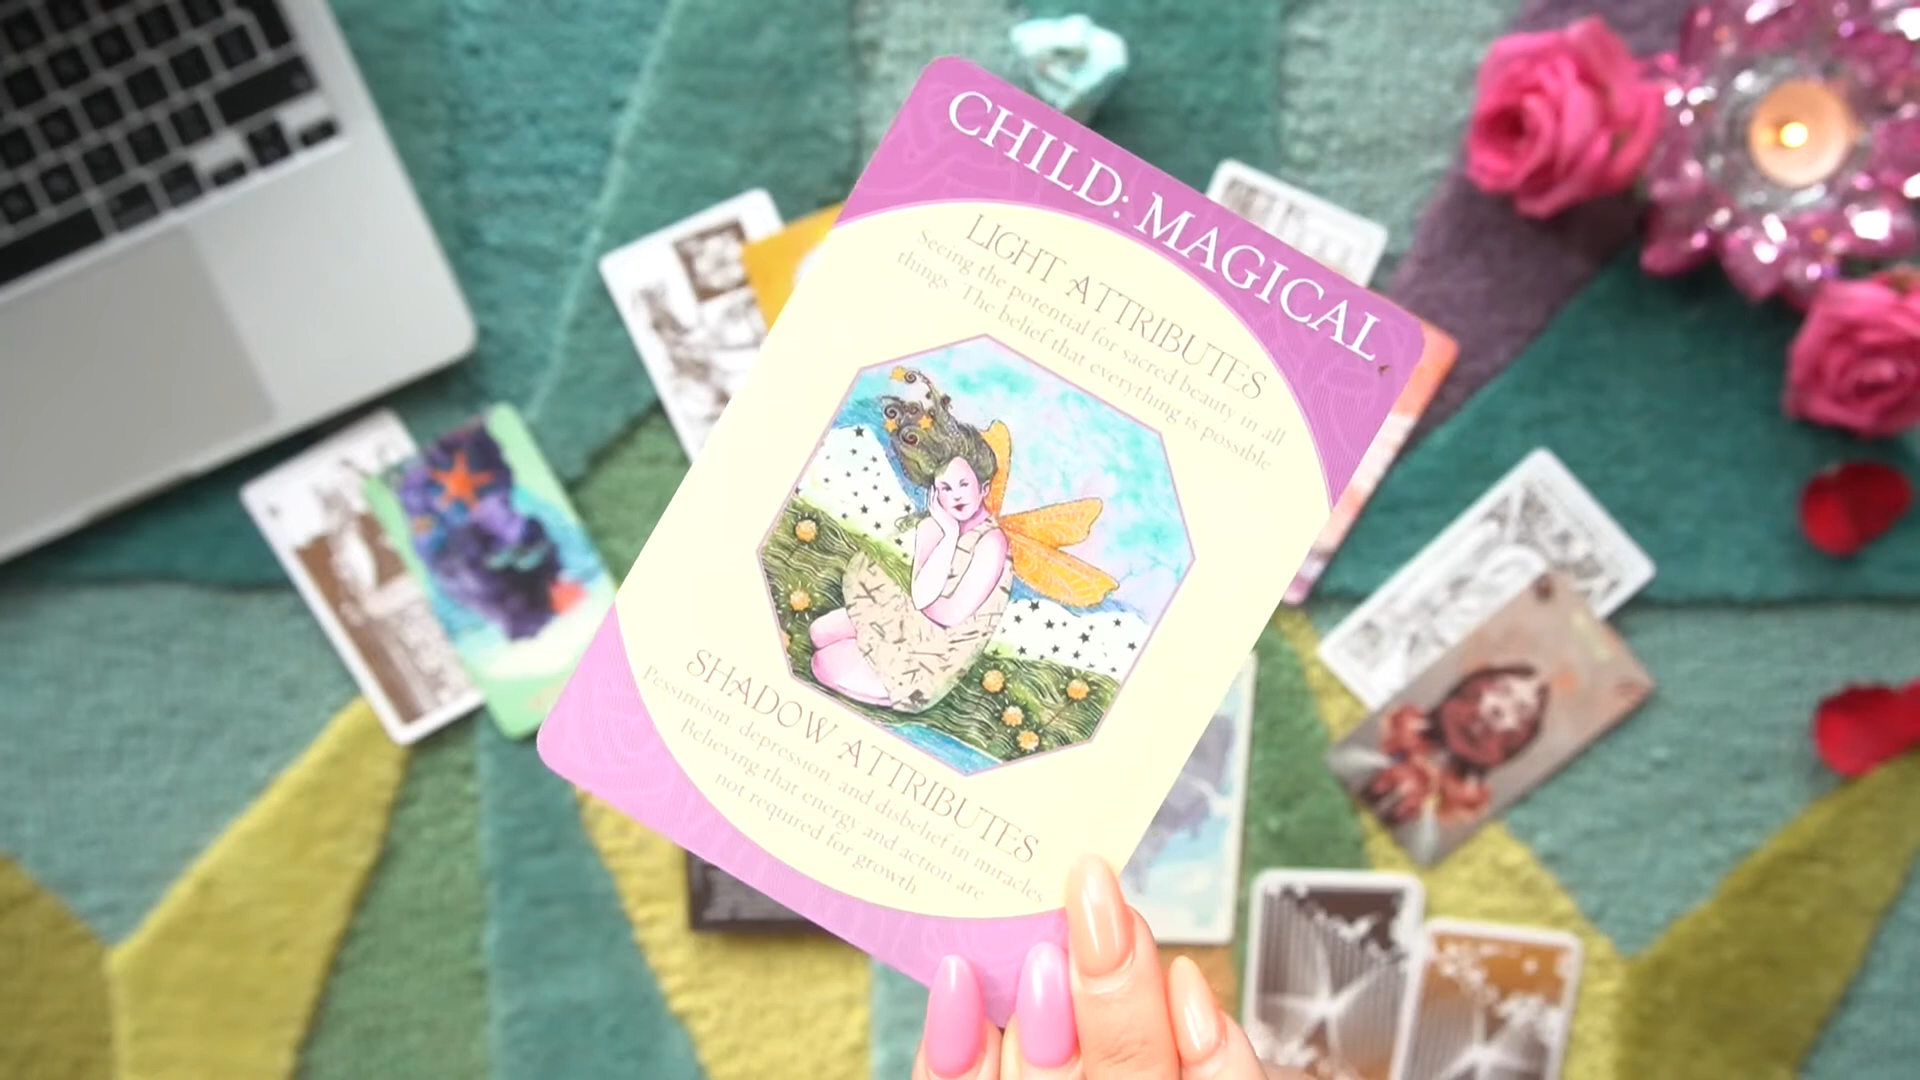 CHILD: MAGICAL
LIGHT ATTRIBUTES
Seeing the potential for sacred beauty in all
things. The belief that everything is possible
SHADOW ATTRIBUTES
Pessimism, depression, and disbelief in miracles
Believing that energy and action are
not required for growth